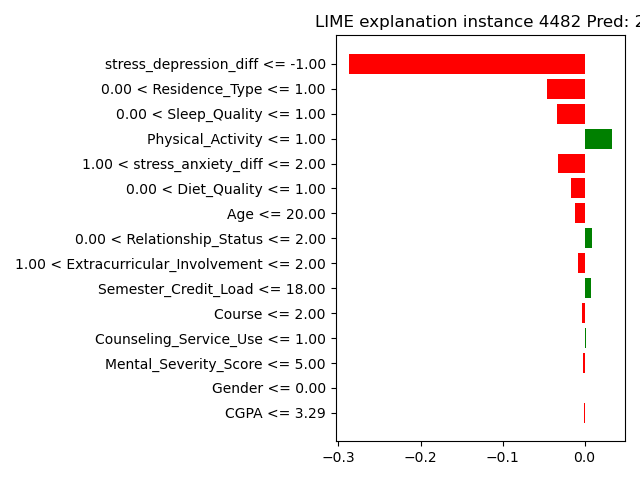 LIME explanation instance 4482 Pred: 2
stress_depression_diff <= -1.00
0.00 < Residence_Type <= 1.00
0.00 < Sleep_Quality <= 1.00
Physical_Activity <= 1.00
1.00 < stress_anxiety_diff <= 2.00
0.00 < Diet_Quality <= 1.00
Age <= 20.00
0.00 < Relationship_Status <= 2.00
1.00 < Extracurricular_Involvement <= 2.00
Semester_Credit_Load <= 18.00
Course <= 2.00
Counseling_Service_Use <= 1.00
Mental_Severity_Score <= 5.00
Gender <= 0.00
CGPA <= 3.29
−0.3 −0.2 −0.1 0.0